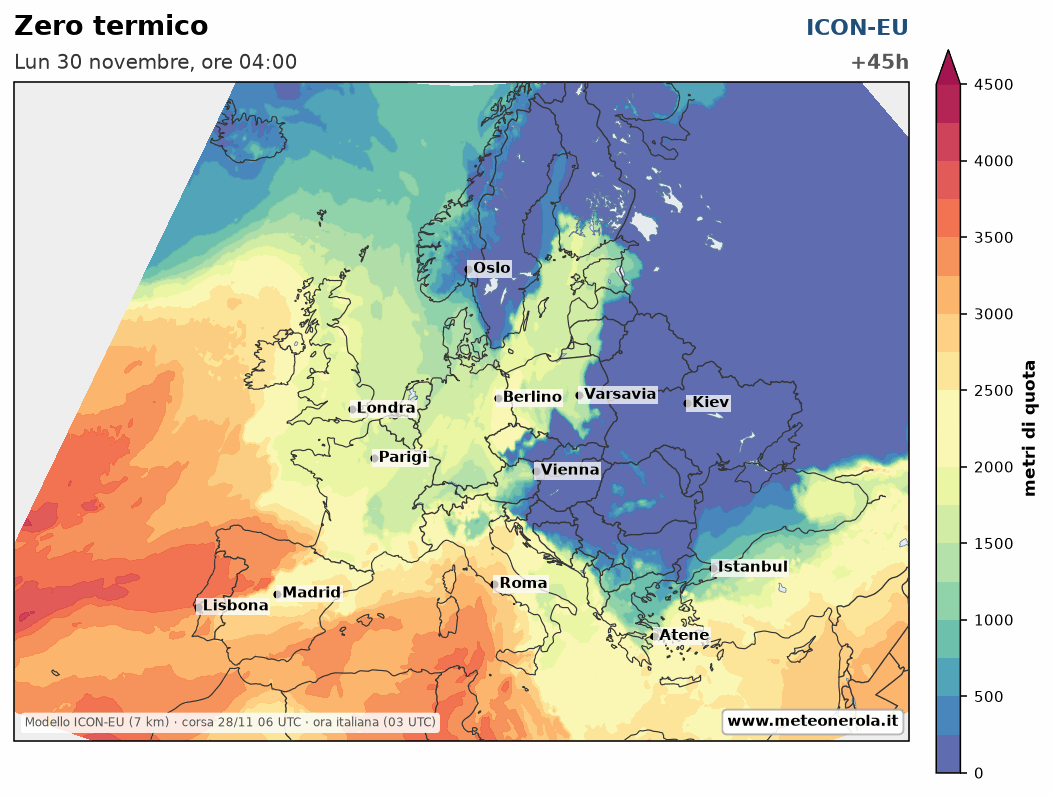 Zero termico
ICON-EU
Lun 30 novembre, ore 04:00
+45h
4500
4000
3500
3000
2500
2000
1500
1000
500
0
metri di quota
Oslo
Berlino
Varsavia
Kiev
Londra
Parigi
Vienna
Istanbul
Roma
Madrid
Lisbona
Atene
Modello ICON-EU (7 km) · corsa 28/11 06 UTC · ora italiana (03 UTC)
www.meteonerola.it